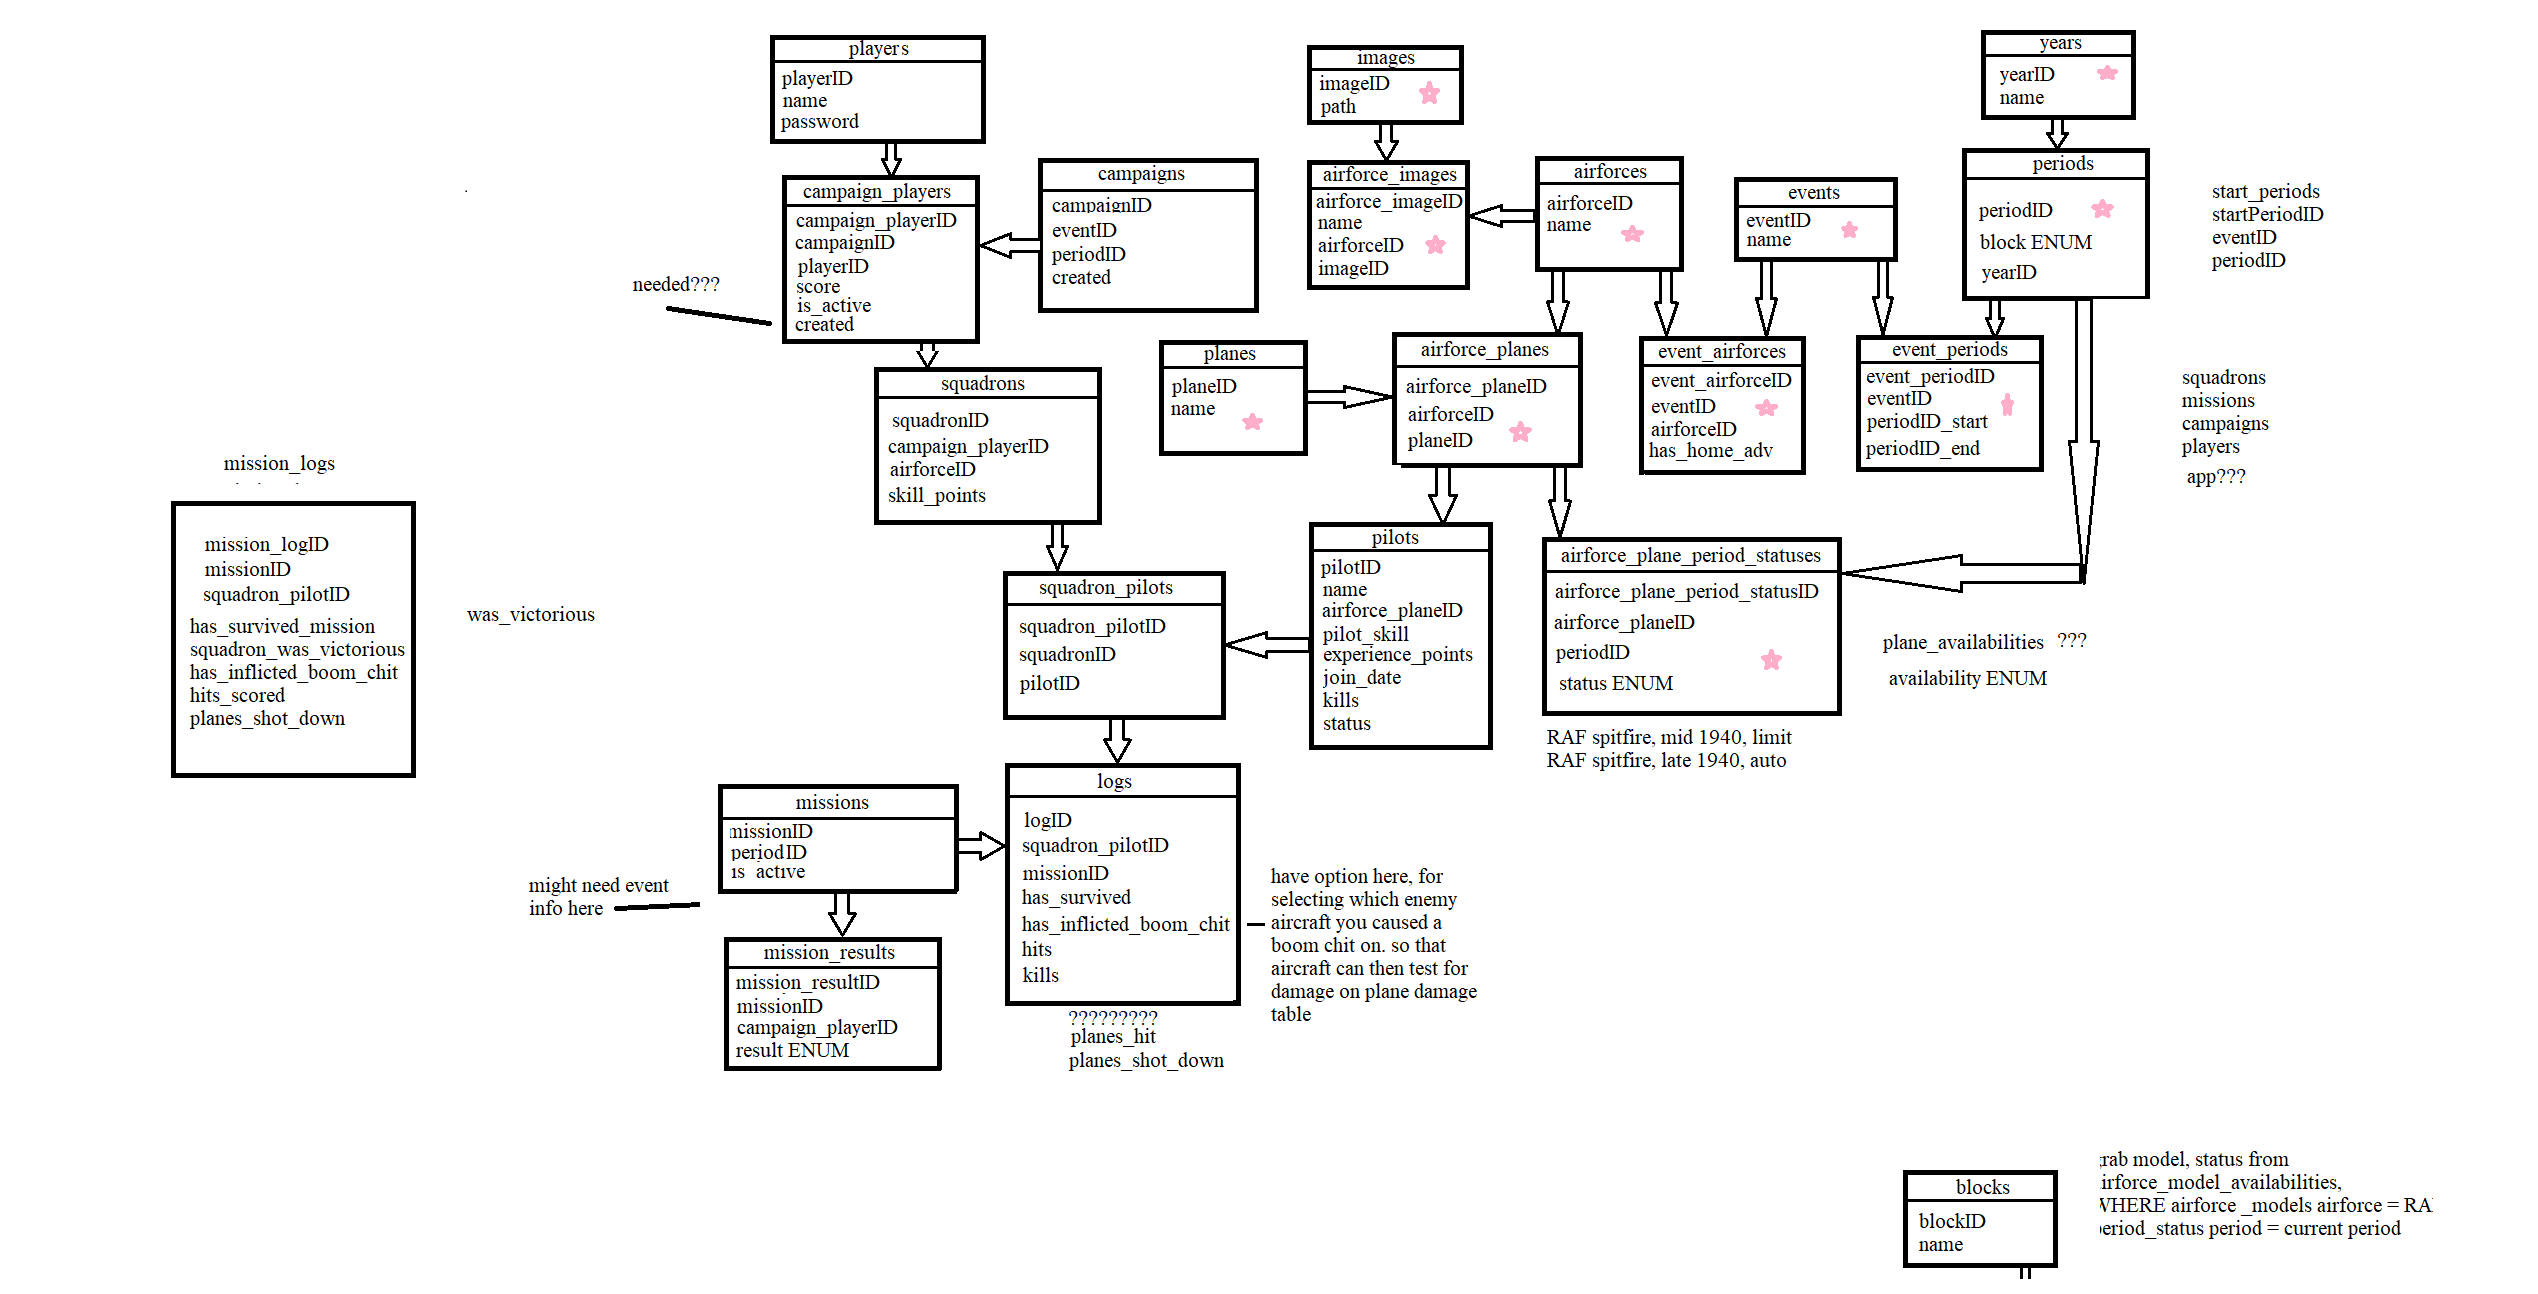 players
playerID
name
password
images
imageID
path
years
yearID
name
campaign_players
campaign_playerID
campaignID
playerID
score
is_active
created
needed???
campaigns
campaignID
eventID
periodID
created
airforce_images
airforce_imageID
name
airforceID
imageID
airforces
airforceID
name
events
eventID
name
periods
periodID
block ENUM
yearID
start_periods
startPeriodID
eventID
periodID
squadrons
squadronID
campaign_playerID
airforceID
skill_points
planes
planeID
name
airforce_planes
airforce_planeID
airforceID
planeID
event_airforces
event_airforceID
eventID
airforceID
has_home_adv
event_periods
event_periodID
eventID
periodID_start
periodID_end
squadrons
missions
campaigns
players
app???
mission_logs
mission_logID
missionID
squadron_pilotID
has_survived_mission
squadron_was_victorious
has_inflicted_boom_chit
hits_scored
planes_shot_down
was_victorious
squadron_pilots
squadron_pilotID
squadronID
pilotID
pilots
pilotID
name
airforce_planeID
pilot_skill
experience_points
join_date
kills
status
airforce_plane_period_statuses
airforce_plane_period_statusID
airforce_planeID
periodID
status ENUM
RAF spitfire, mid 1940, limit
RAF spitfire, late 1940, auto
plane_availabilities ???
availability ENUM
missions
missionID
periodID
is_active
might need event
info here
mission_results
mission_resultID
missionID
campaign_playerID
result ENUM
logs
logID
squadron_pilotID
missionID
has_survived
has_inflicted_boom_chit
hits
kills
?????????
planes_hit
planes_shot_down
have option here, for
selecting which enemy
aircraft you caused a
boom chit on. so that
aircraft can then test for
damage on plane damage
table
blocks
blockID
name
rab model, status from
irforce_model_availabilities,
WHERE airforce _models airforce = RA
period_status period = current period